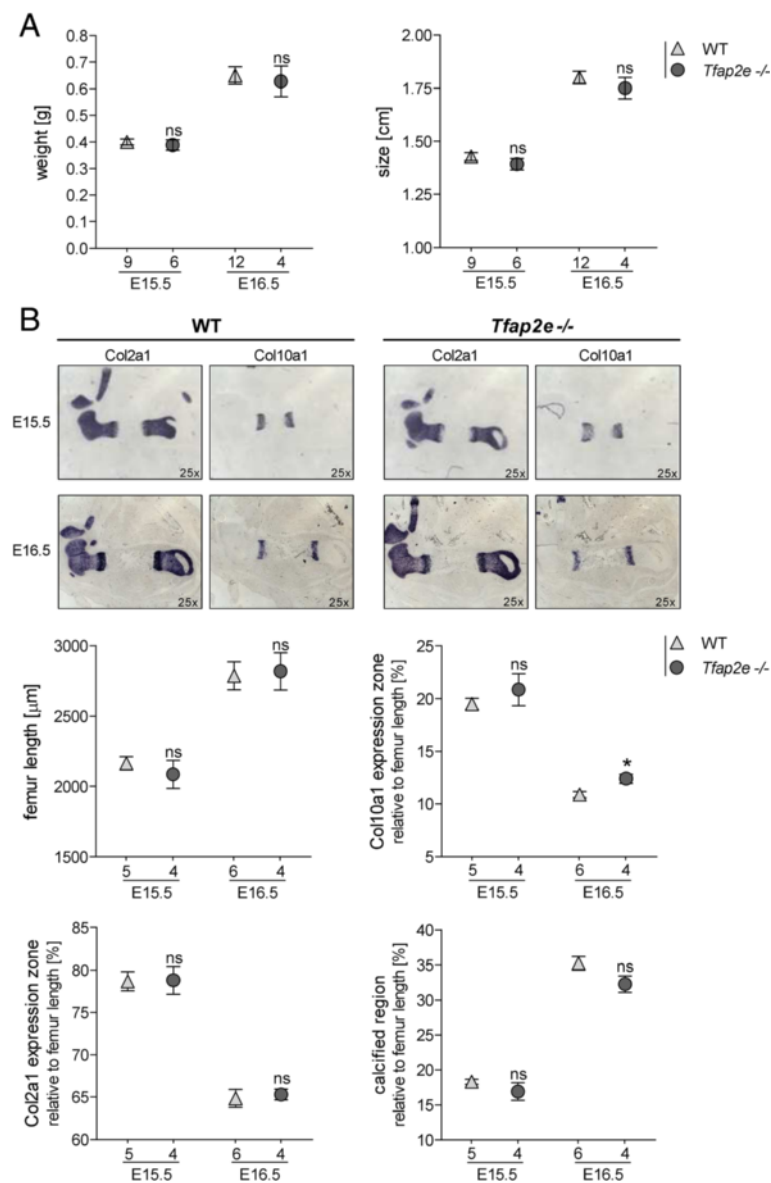 A
weight [g]
0.8
0.7
0.6
0.5
0.4
0.3
0.2
0.1
0.0
ns
ns
9 6 12 4
E15.5 E16.5
size [cm]
2.00
1.75
1.50
1.25
1.00
ns
ns
9 6 12 4
E15.5 E16.5
WT
Tfap2e -/-
B
WT Tfap2e -/-
Col2a1 Col10a1 Col2a1 Col10a1
E15.5
25x 25x 25x 25x
E16.5
25x 25x 25x 25x
femur length [µm]
3000
2500
2000
1500
ns
ns
5 4 6 4
E15.5 E16.5
Col10a1 expression zone
relative to femur length [%]
25
20
15
10
5
ns
*
5 4 6 4
E15.5 E16.5
WT
Tfap2e -/-
Col2a1 expression zone
relative to femur length [%]
85
80
75
70
65
60
ns
ns
5 4 6 4
E15.5 E16.5
calcified region
relative to femur length [%]
40
35
30
25
20
15
10
ns
ns
5 4 6 4
E15.5 E16.5